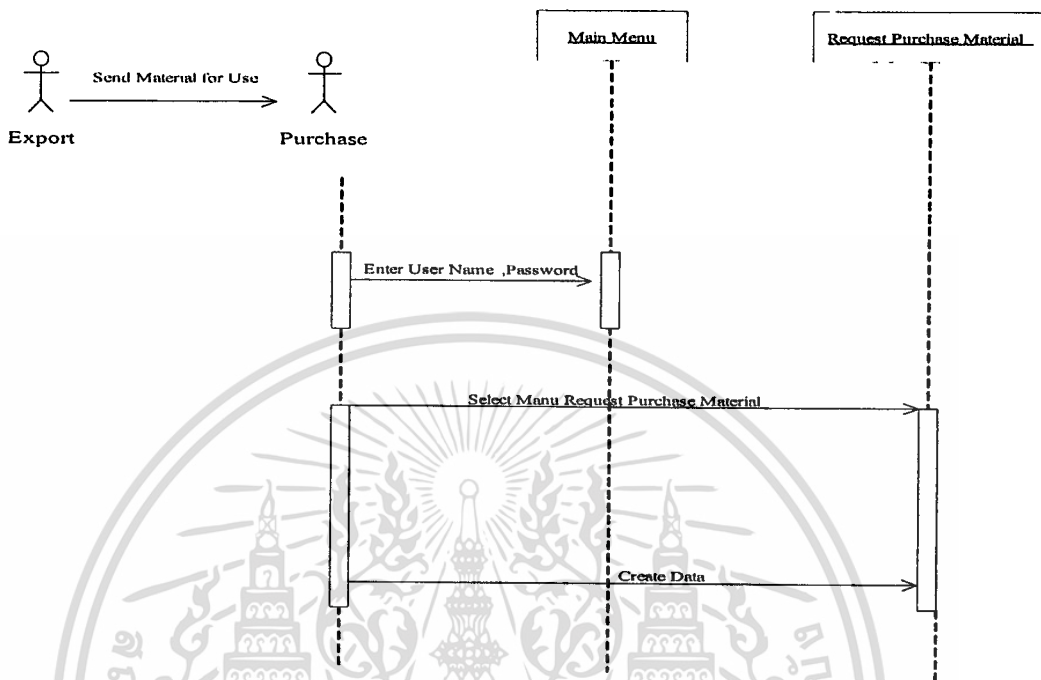 Main Menu
Request Purchase Material
Send Material for Use
Export
Purchase
Enter User Name ,Password
Select Manu Request Purchase Material
Create Data